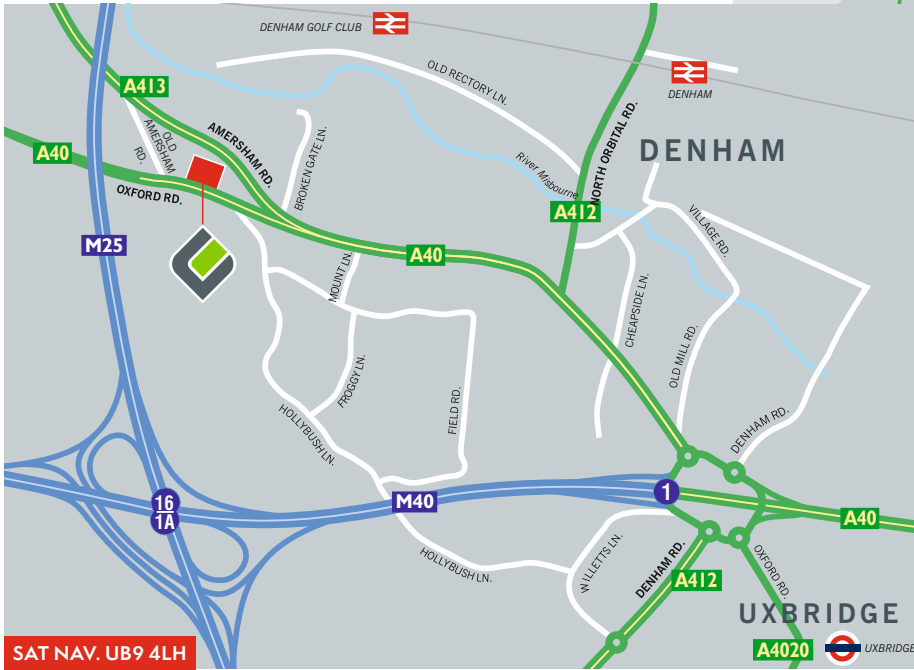 DENHAM GOLF CLUB
OLD RECTORY LN.
DENHAM
A413
AMERSHAM RD.
OLD
AMERSHAM
RD.
BROKEN GATE LN.
NORTH ORBITAL RD.
DENHAM
A40
OXFORD RD.
River Misbourne
A412
VILLAGE RD.
M25
A40
MOUNT LN.
CHEAPSIDE LN.
OLD MILL RD.
FROGGY LN.
FIELD RD.
HOLLYBUSH LN.
DENHAM RD.
16
1A
M40
1
A40
HOLLYBUSH LN.
WILLETTS LN.
DENHAM RD.
A412
OXFORD RD.
UXBRIDGE
SAT NAV. UB9 4LH
A4020
UXBRIDGE